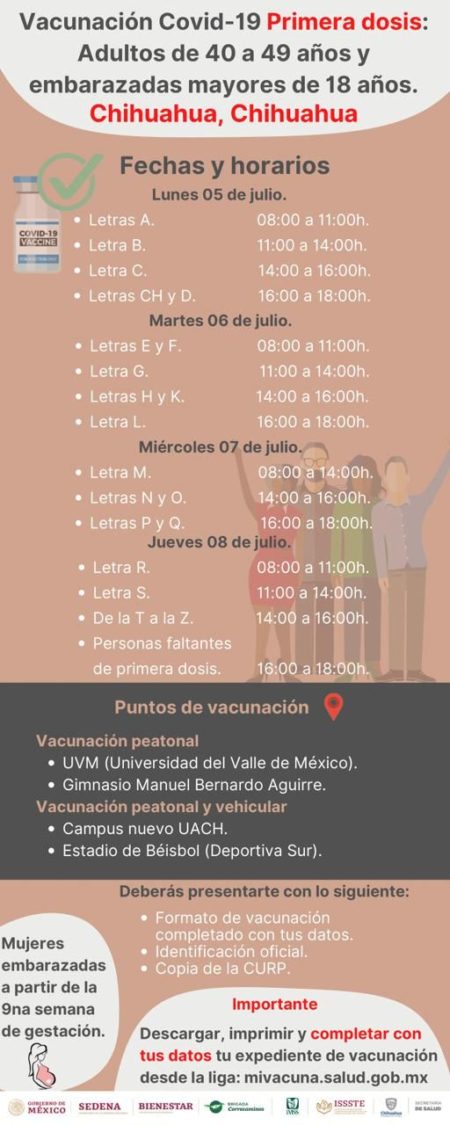 Vacunación Covid-19 Primera dosis:
Adultos de 40 a 49 años y
embarazadas mayores de 18 años.
Chihuahua, Chihuahua
Fechas y horarios
Lunes 05 de julio.
COVID-19
VACCINE
• Letras A. 08:00 a 11:00h.
• Letra B. 11:00 a 14:00h.
• Letra C. 14:00 a 16:00h.
• Letras CH y D. 16:00 a 18:00h.
Martes 06 de julio.
• Letras E y F. 08:00 a 11:00h.
• Letra G. 11:00 a 14:00h.
• Letras H y K. 14:00 a 16:00h.
• Letra L. 16:00 a 18:00h.
Miércoles 07 de julio.
• Letra M. 08:00 a 14:00h.
• Letras N y O. 14:00 a 16:00h.
• Letras P y Q. 16:00 a 18:00h.
Jueves 08 de julio.
• Letra R. 08:00 a 11:00h.
• Letra S. 11:00 a 14:00h.
• De la T a la Z. 14:00 a 16:00h.
• Personas faltantes
de primera dosis. 16:00 a 18:00h.
Puntos de vacunación
Vacunación peatonal
• UVM (Universidad del Valle de México).
• Gimnasio Manuel Bernardo Aguirre.
Vacunación peatonal y vehicular
• Campus nuevo UACH.
• Estadio de Béisbol (Deportiva Sur).
Deberás presentarte con lo siguiente:
• Formato de vacunación
completado con tus datos.
• Identificación oficial.
• Copia de la CURP.
Mujeres
embarazadas
a partir de la
9na semana
de gestación.
Importante
Descargar, imprimir y completar con
tus datos tu expediente de vacunación
desde la liga: mivacuna.salud.gob.mx
GOBIERNO DE
MÉXICO
SEDENA
BIENESTAR
BRIGADA
Correcaminos
IMSS
ISSSTE
Chihuahua
SECRETARÍA
DE SALUD